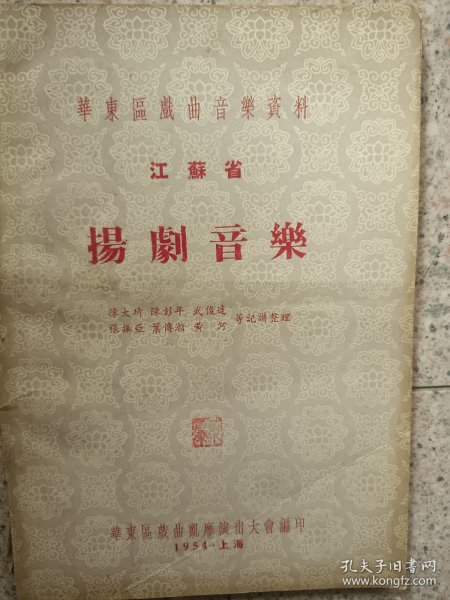 華東區戲曲音樂資料
江蘇省
揚劇音樂
陳大琦 陳彭年 武俊達
張振亞 葉傳瀚 黃河 等記譜整理
華東區戲曲觀摩演出大會編印
1954—上海
孔夫子旧书网
www.kongfz.com